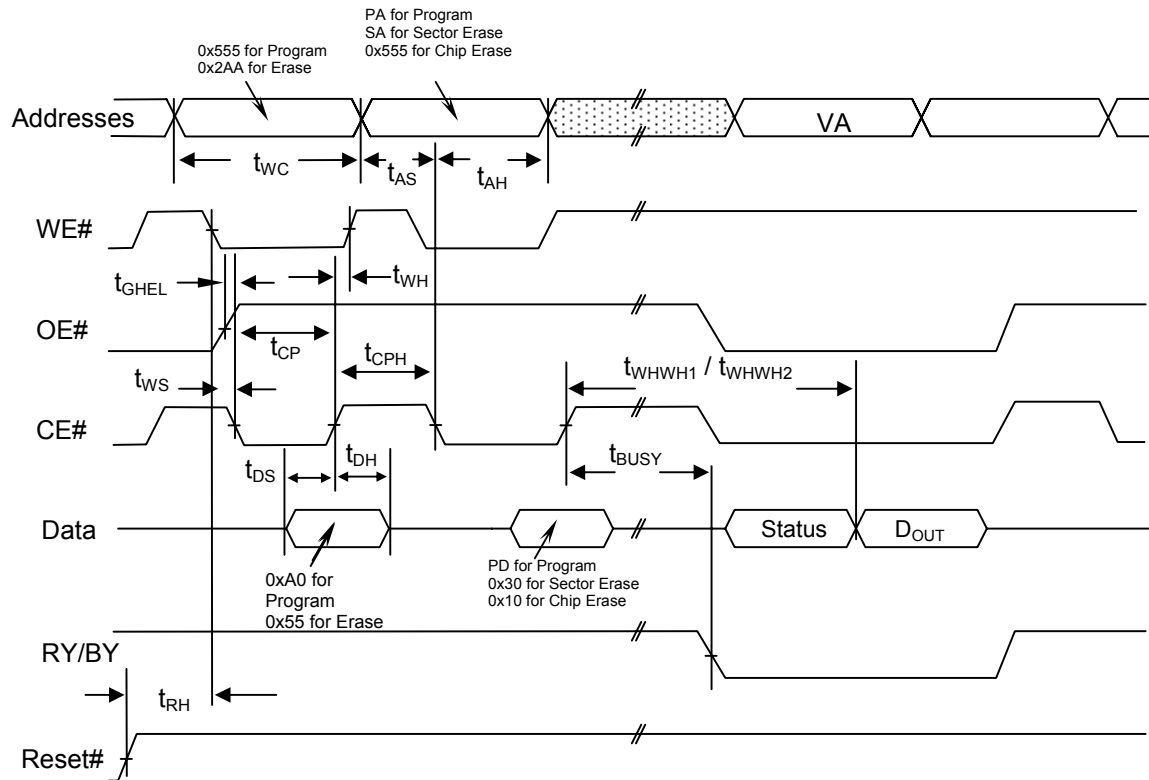 PA for Program
SA for Sector Erase
0x555 for Chip Erase
0x555 for Program
0x2AA for Erase
Addresses
VA
tWC
tAS
tAH
WE#
tGHEL
tWH
OE#
tCP
tCPH
tWHWH1 / tWHWH2
tWS
CE#
tDS
tDH
tBUSY
Data
Status
DOUT
0xA0 for
Program
0x55 for Erase
PD for Program
0x30 for Sector Erase
0x10 for Chip Erase
RY/BY
tRH
Reset#